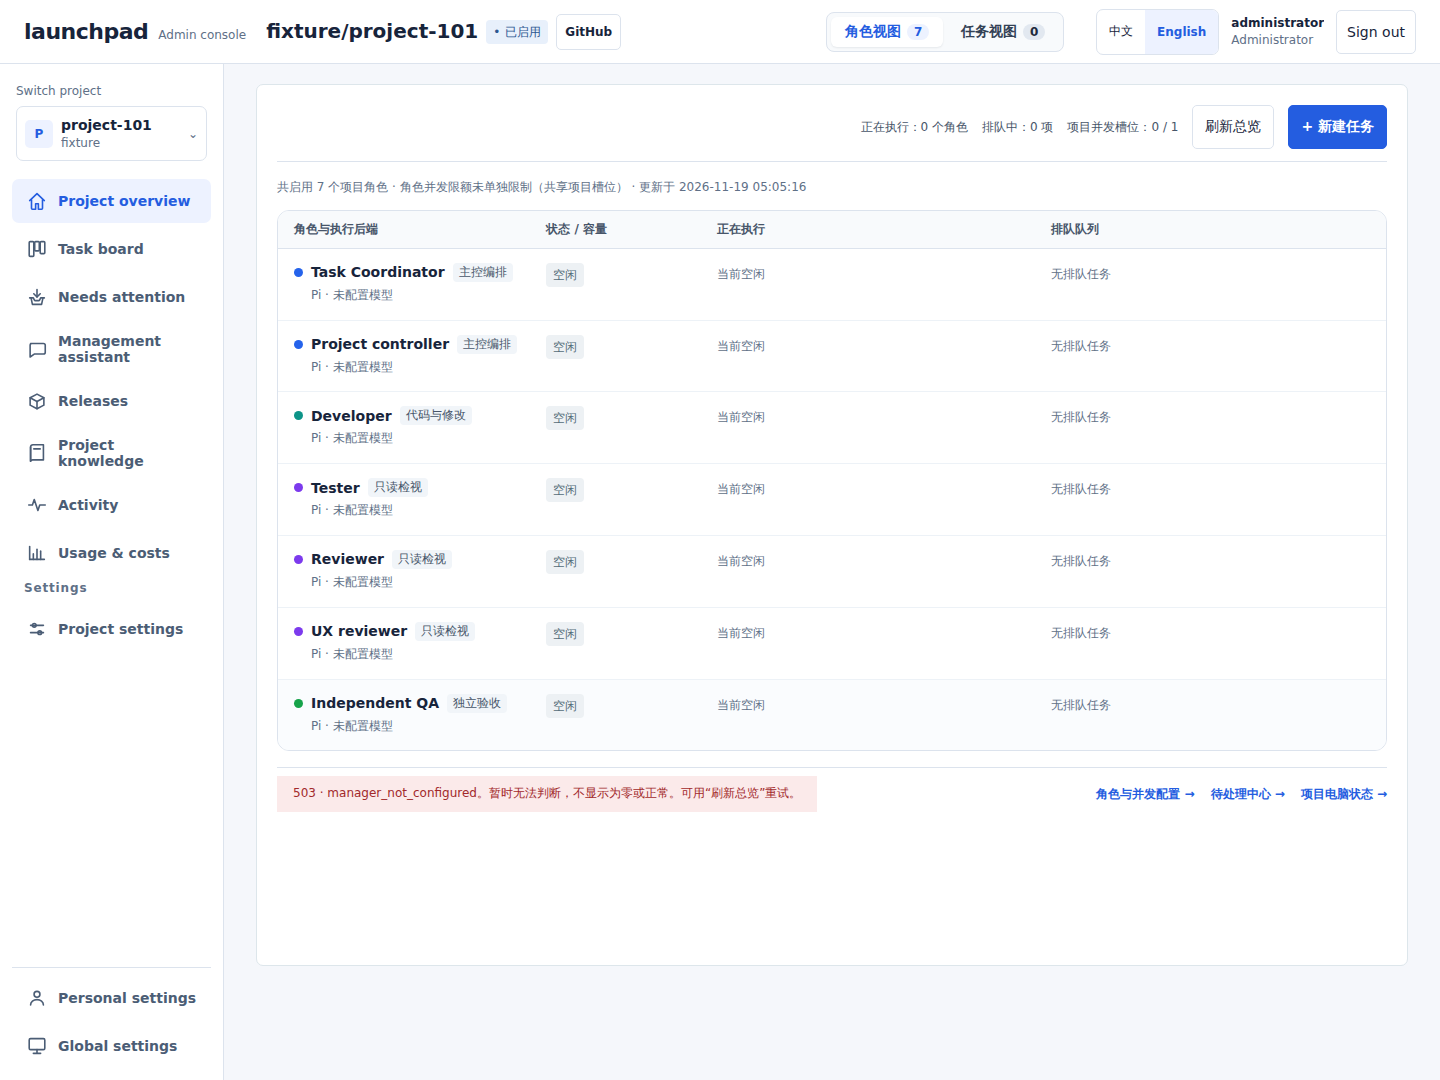 launchpad Admin console
fixture/project-101 • 已启用 GitHub
角色视图 7 任务视图 0
中文 English
administrator
Administrator
Sign out
Switch project
P project-101
fixture
Project overview
Task board
Needs attention
Management
assistant
Releases
Project
knowledge
Activity
Usage & costs
Settings
Project settings
Personal settings
Global settings
正在执行：0 个角色 排队中：0 项 项目并发槽位：0 / 1 刷新总览 + 新建任务
共启用 7 个项目角色 · 角色并发限额未单独限制（共享项目槽位） · 更新于 2026-11-19 05:05:16
角色与执行后端 状态 / 容量 正在执行 排队队列
Task Coordinator 主控编排 空闲 当前空闲 无排队任务
Pi · 未配置模型
Project controller 主控编排 空闲 当前空闲 无排队任务
Pi · 未配置模型
Developer 代码与修改 空闲 当前空闲 无排队任务
Pi · 未配置模型
Tester 只读检视 空闲 当前空闲 无排队任务
Pi · 未配置模型
Reviewer 只读检视 空闲 当前空闲 无排队任务
Pi · 未配置模型
UX reviewer 只读检视 空闲 当前空闲 无排队任务
Pi · 未配置模型
Independent QA 独立验收 空闲 当前空闲 无排队任务
Pi · 未配置模型
503 · manager_not_configured。暂时无法判断，不显示为零或正常。可用“刷新总览”重试。
角色与并发配置 → 待处理中心 → 项目电脑状态 →